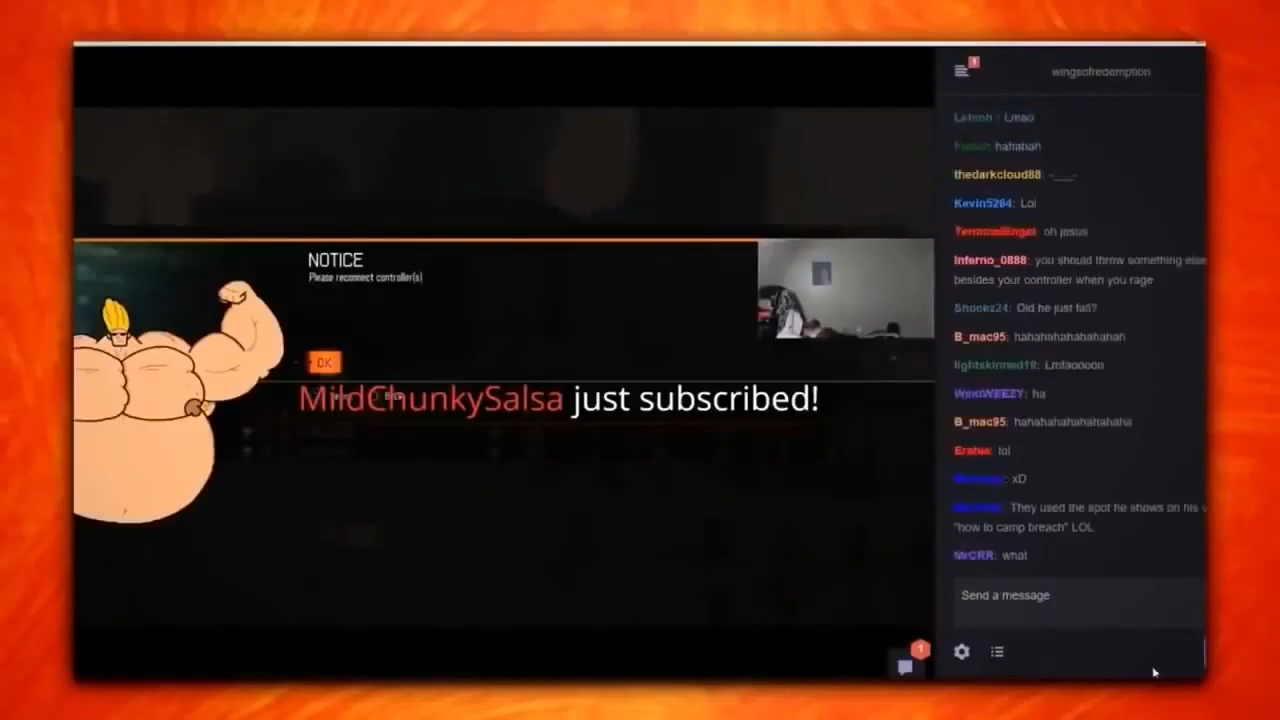 NOTICE
Please reconnect controller(s)
OK
MildChunkySalsa just subscribed!
1
wingsofredemption
Lmao
hahahah
thedarkcloud88: -___-
Kevin5264: Lol
oh jesus
Inferno_0888: you should throw something else
besides your controller when you rage
Shockz24: Did he just fall?
B_mac95: hahahahahahahahah
lightskinned19: Lmfaooooo
ha
B_mac95: hahahahahahahahaha
lol
xD
They used the spot he shows on his
"how to camp breach" LOL
MrCRR: what
Send a message
1